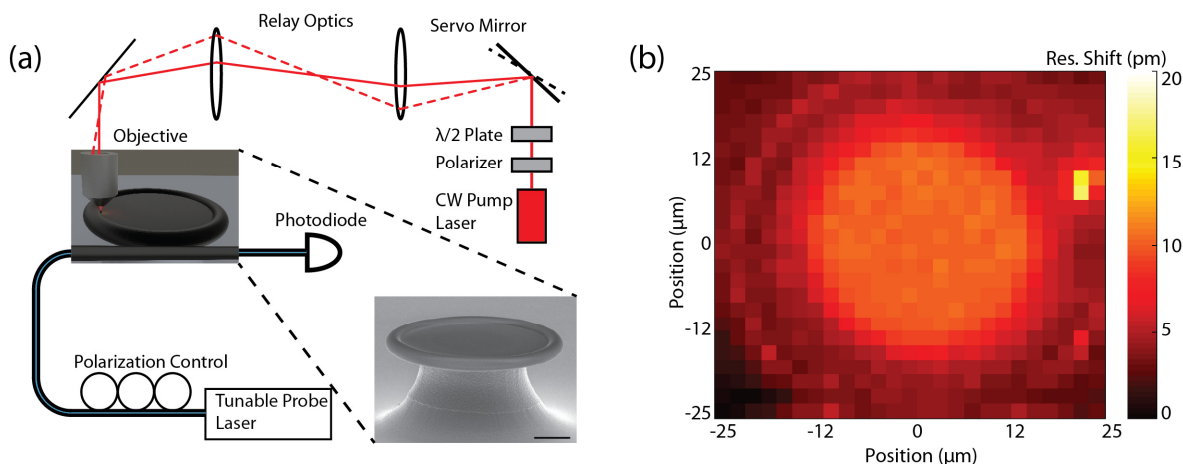 (a)
Relay Optics
Servo Mirror
Objective
λ/2 Plate
Polarizer
CW Pump
Laser
Photodiode
Polarization Control
Tunable Probe
Laser
(b)
Res. Shift (pm)
25
12
0
-12
-25
Position (μm)
-25
-12
0
12
25
Position (μm)
20
15
10
5
0